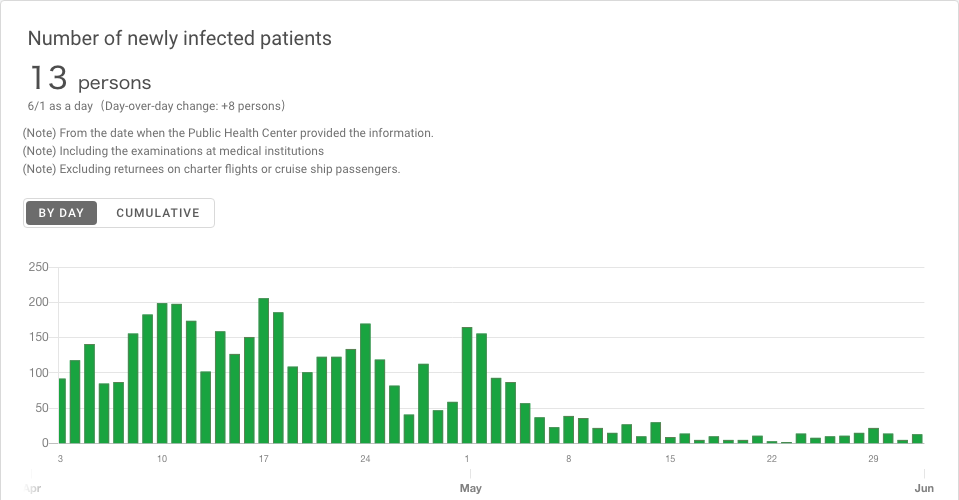 Number of newly infected patients
13 persons
6/1 as a day (Day-over-day change: +8 persons)
(Note) From the date when the Public Health Center provided the information.
(Note) Including the examinations at medical institutions
(Note) Excluding returnees on charter flights or cruise ship passengers.
BY DAY CUMULATIVE
250
200
150
100
50
0
3 10 17 24 1 8 15 22 29
Apr May Jun